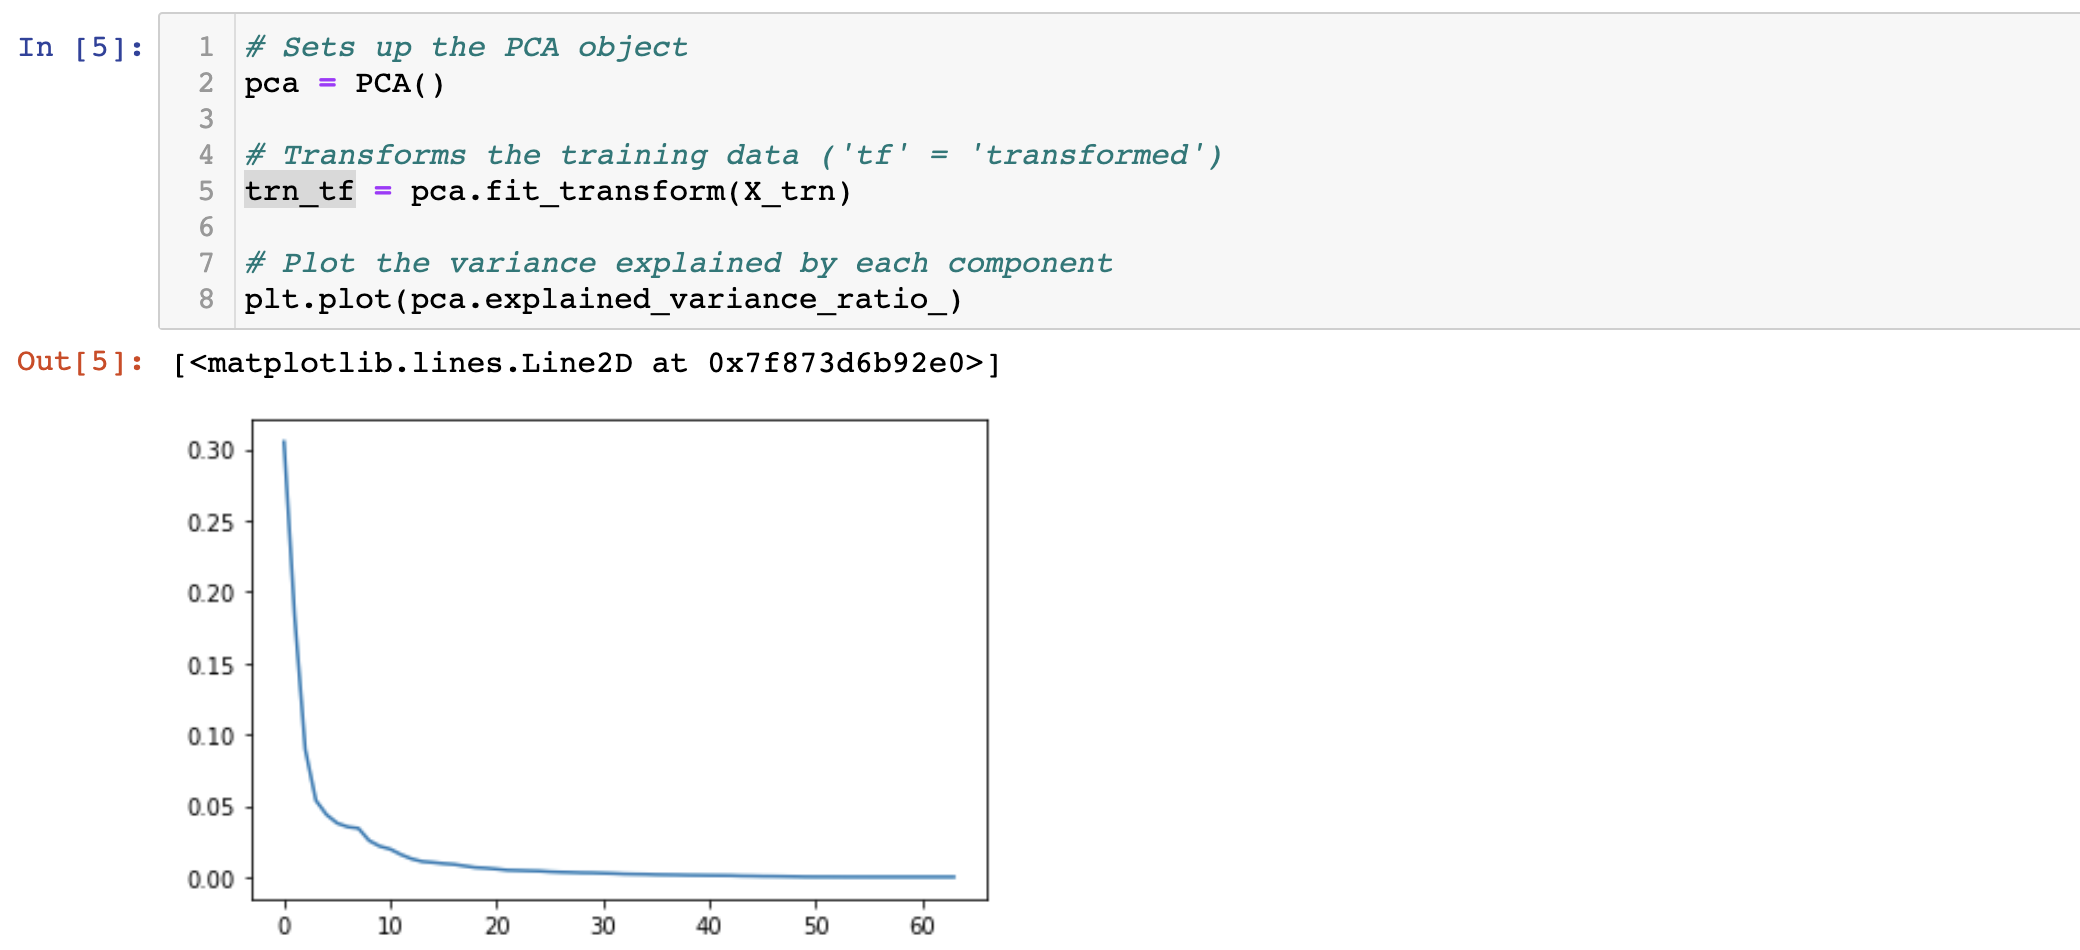 In [5]:
1 # Sets up the PCA object
2 pca = PCA()
3
4 # Transforms the training data ('tf' = 'transformed')
5 trn_tf = pca.fit_transform(X_trn)
6
7 # Plot the variance explained by each component
8 plt.plot(pca.explained_variance_ratio_)
Out[5]: [<matplotlib.lines.Line2D at 0x7f873d6b92e0>]
0.30
0.25
0.20
0.15
0.10
0.05
0.00
0 10 20 30 40 50 60